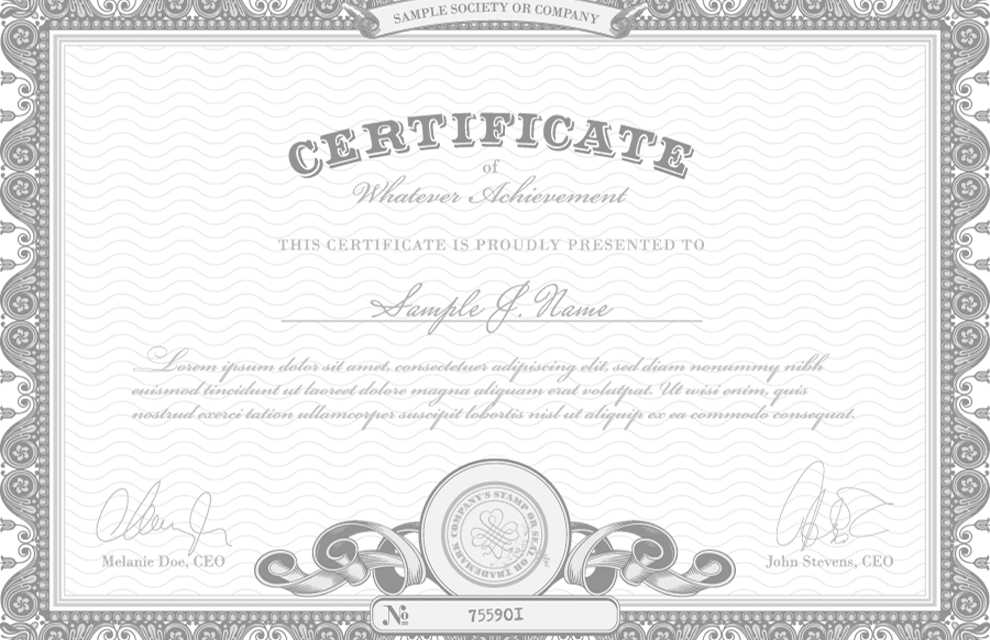 SAMPLE SOCIETY OR COMPANY
CERTIFICATE
of
Whatever Achievement
THIS CERTIFICATE IS PROUDLY PRESENTED TO
Sample J. Name
Lorem ipsum dolor sit amet, consectetuer adipiscing elit, sed diam nonummy nibh
euismod tincidunt ut laoreet dolore magna aliquam erat volutpat. Ut wisi enim, quis
nostrud exerci tation ullamcorper suscipit lobortis nisl ut aliquip ex ea commodo consequat.
COMPANY'S STAMP OR SEAL OR TRADEMARK
Melanie Doe, CEO
John Stevens, CEO
№ 755901